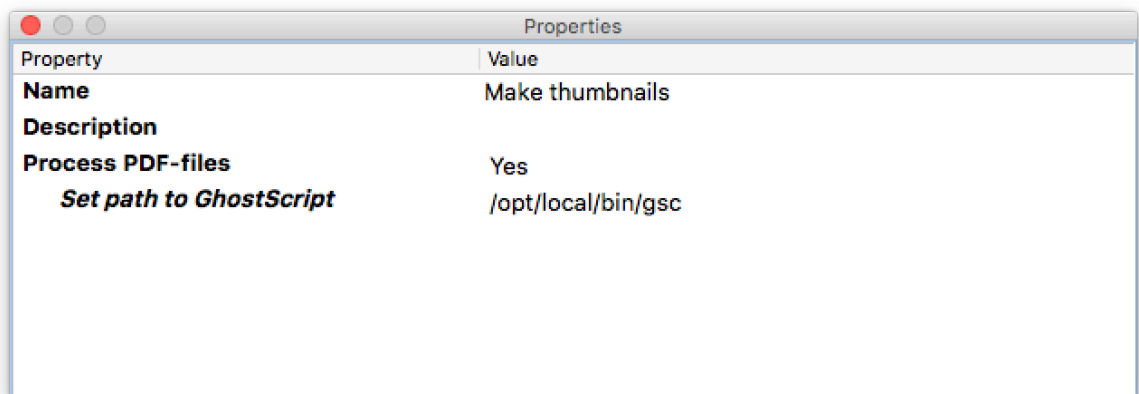 Properties
Property Value
Name Make thumbnails
Description
Process PDF-files Yes
Set path to GhostScript /opt/local/bin/gsc